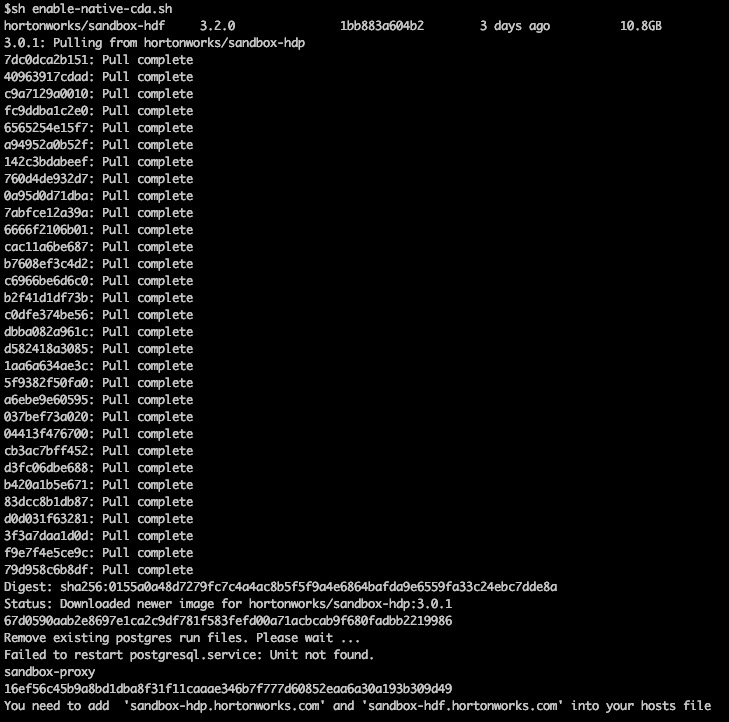 $sh enable-native-cda.sh
hortonworks/sandbox-hdf 3.2.0 1bb883a604b2 3 days ago 10.8GB
3.0.1: Pulling from hortonworks/sandbox-hdp
7dc0dca2b151: Pull complete
40963917cdad: Pull complete
c9a7129a0010: Pull complete
fc9ddba1c2e0: Pull complete
6565254e15f7: Pull complete
a94952a0b52f: Pull complete
142c3bdabeef: Pull complete
760d4de932d7: Pull complete
0a95d0d71dba: Pull complete
7abfce12a39a: Pull complete
6666f2106b01: Pull complete
cac11a6be687: Pull complete
b7608ef3c4d2: Pull complete
c6966be6d6c0: Pull complete
b2f41d1df73b: Pull complete
c0dfe374be56: Pull complete
dbba082a961c: Pull complete
d582418a3085: Pull complete
1aa6a634ae3c: Pull complete
5f9382f50fa0: Pull complete
a6ebe9e60595: Pull complete
037bef73a020: Pull complete
04413f476700: Pull complete
cb3ac7bff452: Pull complete
d3fc06dbe688: Pull complete
b420a1b5e671: Pull complete
83dcc8b1db87: Pull complete
d0d031f63281: Pull complete
3f3a7daa1d0d: Pull complete
f9e7f4e5ce9c: Pull complete
79d958c6b8df: Pull complete
Digest: sha256:0155a0a48d7279fc7c4a4ac8b5f5f9a4e6864bafda9e6559fa33c24ebc7dde8a
Status: Downloaded newer image for hortonworks/sandbox-hdp:3.0.1
67d0590aab2e8697e1ca2c9df781f583fefd00a71acbcab9f680fadbb2219986
Remove existing postgres run files. Please wait ...
Failed to restart postgresql.service: Unit not found.
sandbox-proxy
16ef56c45b9a8bd1dba8f31f11caaae346b7f777d60852eaa6a30a193b309d49
You need to add 'sandbox-hdp.hortonworks.com' and 'sandbox-hdf.hortonworks.com' into your hosts file